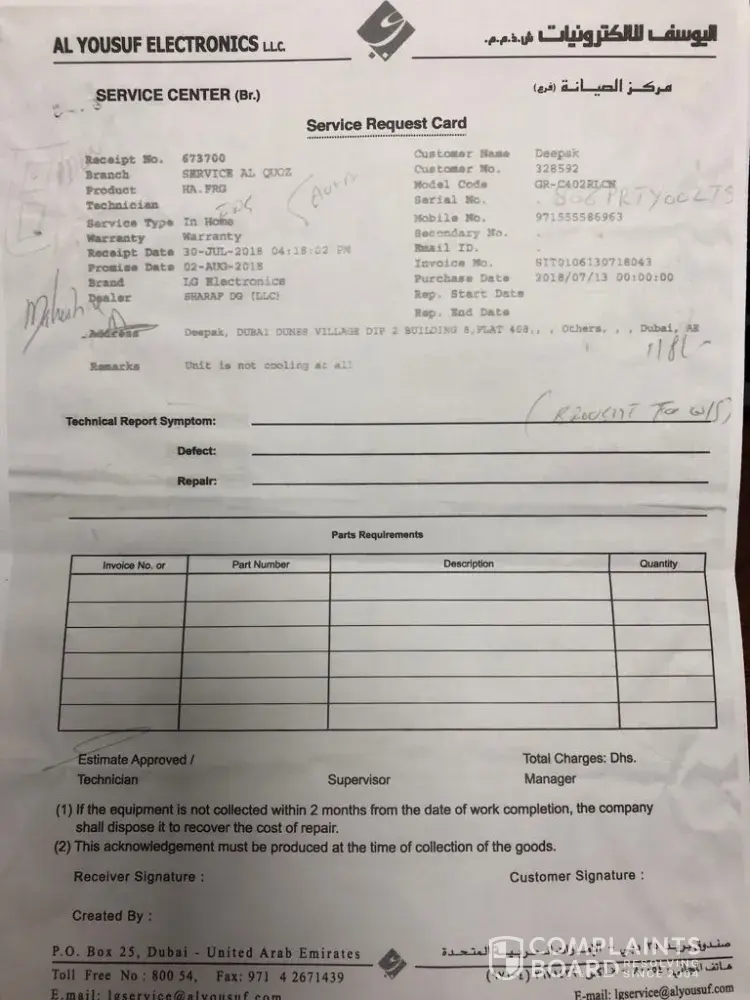 AL YOUSUF ELECTRONICS L.L.C.
اليوسف للالكترونيات ش.ذ.م.م.
SERVICE CENTER (Br.)
مركز الصيانة (فرع)
Service Request Card
Receipt No. 673700
Customer Name Deepak
Branch SERVICE AL QUOZ
Customer No. 328592
Product HA.FRG
Model Code GR-C402RLCN
Technician
Serial No. 806PRTY00LTS
Service Type In Home
Mobile No. 971555586963
Warranty Warranty
Secondary No. .
Receipt Date 30-JUL-2018 04:18:02 PM
Email ID. .
Promise Date 02-AUG-2018
Invoice No. SIT0106130718043
Brand LG Electronics
Purchase Date 2018/07/13 00:00:00
Dealer SHARAF DG (LLC)
Rep. Start Date
Rep. End Date
Address Deepak, DUBAI DUNES VILLAGE DIP 2 BUILDING 8,FLAT 408,, , Others, , , Dubai, AE
Remarks Unit is not cooling at all
Technical Report Symptom:
Defect:
Repair:
Parts Requirements
Invoice No. or Part Number Description Quantity
Estimate Approved /
Total Charges: Dhs.
Technician Supervisor Manager
(1) If the equipment is not collected within 2 months from the date of work completion, the company
shall dispose it to recover the cost of repair.
(2) This acknowledgement must be produced at the time of collection of the goods.
Receiver Signature : Customer Signature :
Created By :
P.O. Box 25, Dubai - United Arab Emirates
المتحدة
Toll Free No : 800 54, Fax: 971 4 2671439
E.mail: lgservice@alyousuf.com
E-mail: lgservice@alyousuf.com
COMPLAINTS
BOARD RESOLVING
SINCE 2004